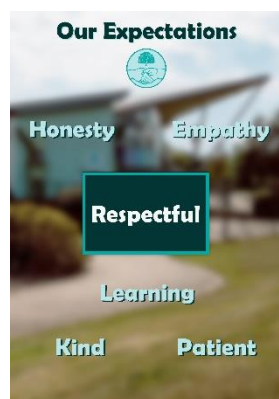 Our Expectations
Honesty Empathy
Respectful
Learning
Kind Patient